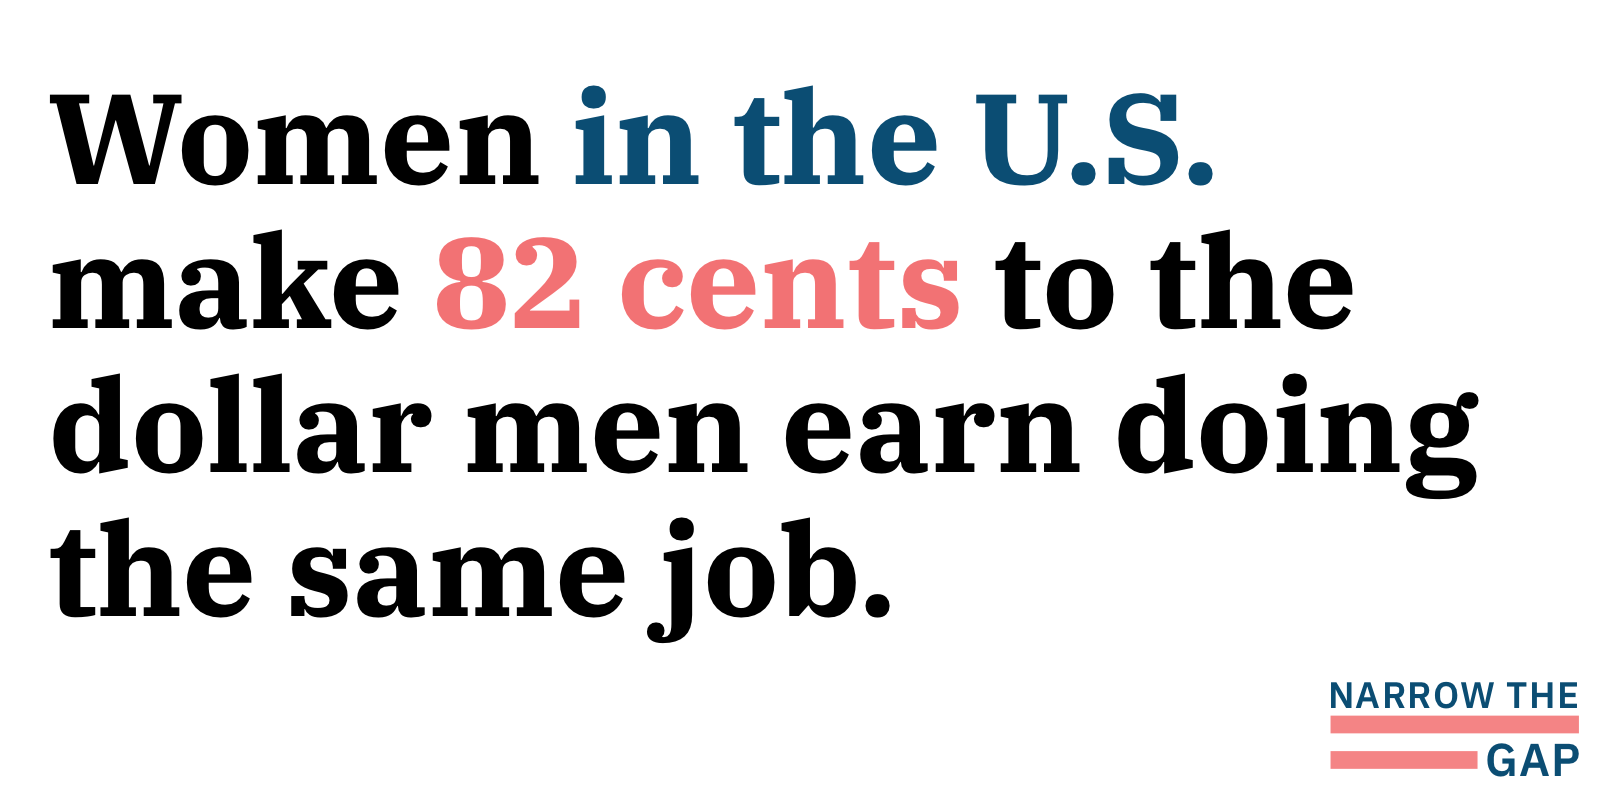 Women in the U.S.
make 82 cents to the
dollar men earn doing
the same job.
NARROW THE
GAP